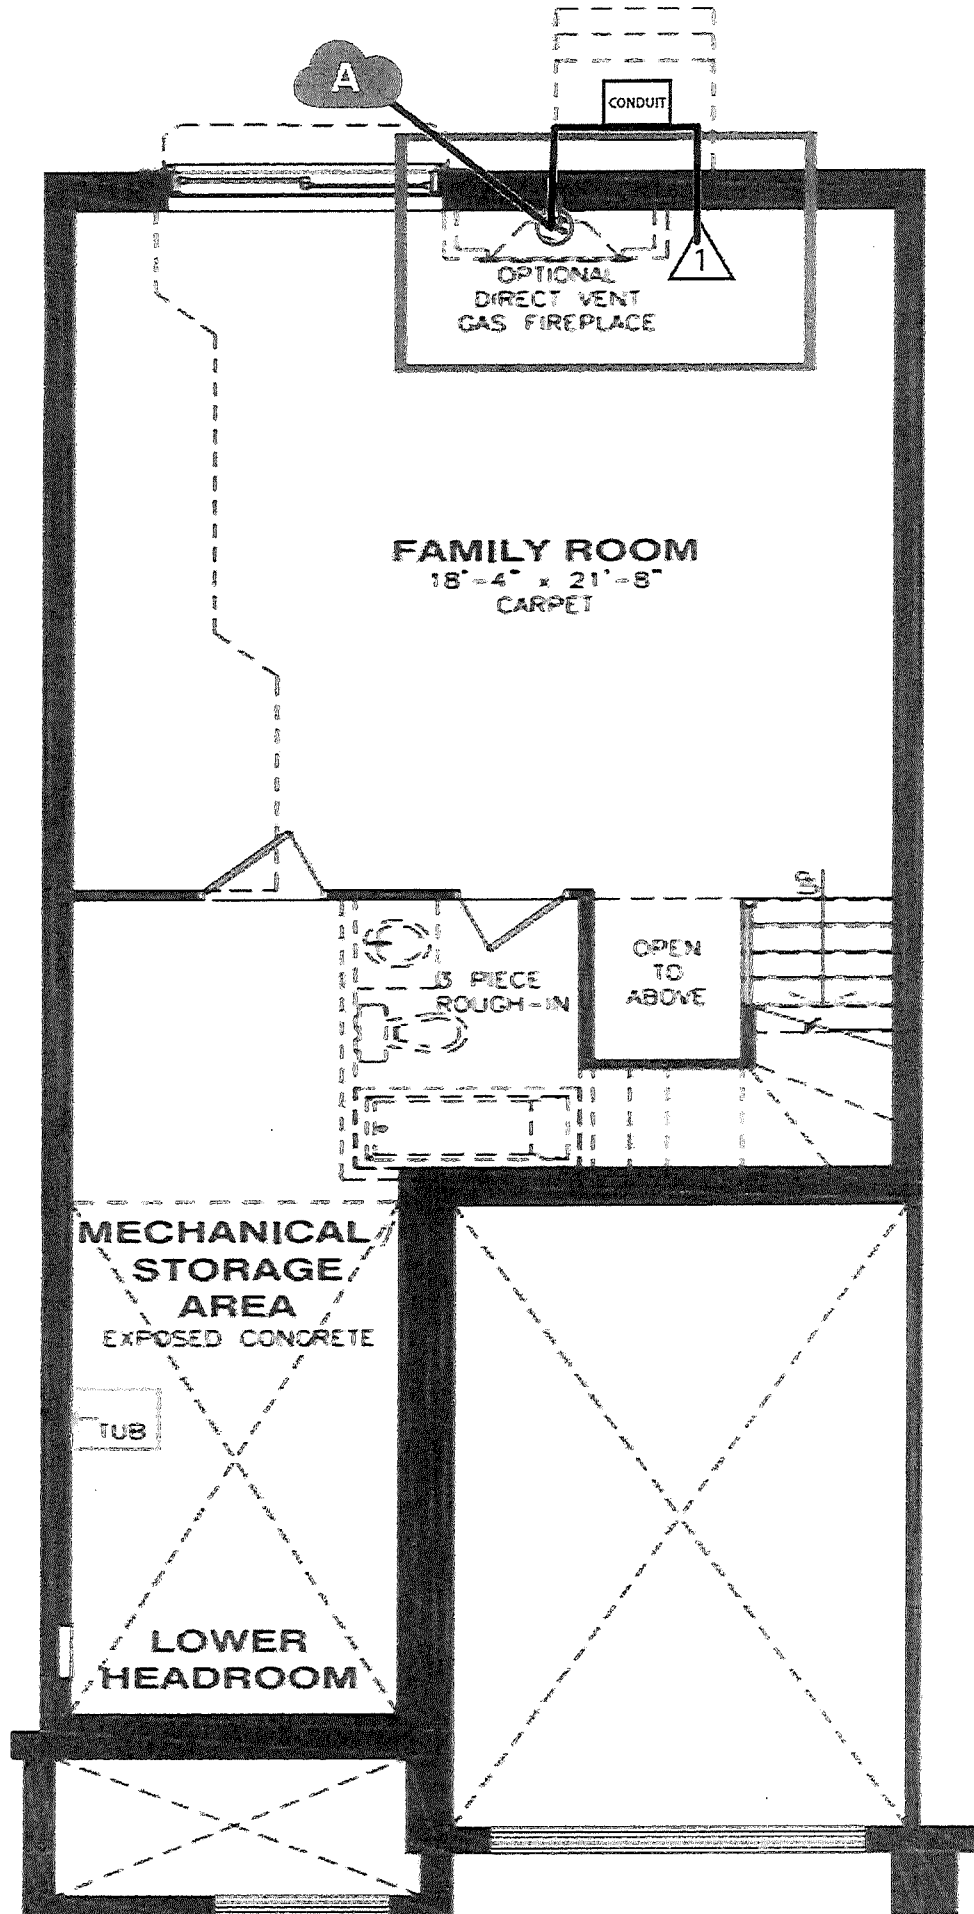 A
CONDUIT
1
OPTIONAL
DIRECT VENT
GAS FIREPLACE
FAMILY ROOM
18'-4" x 21'-8"
CARPET
UP
OPEN
TO
ABOVE
3 PIECE
ROUGH-IN
MECHANICAL/
STORAGE
AREA
EXPOSED CONCRETE
TUB
LOWER
HEADROOM